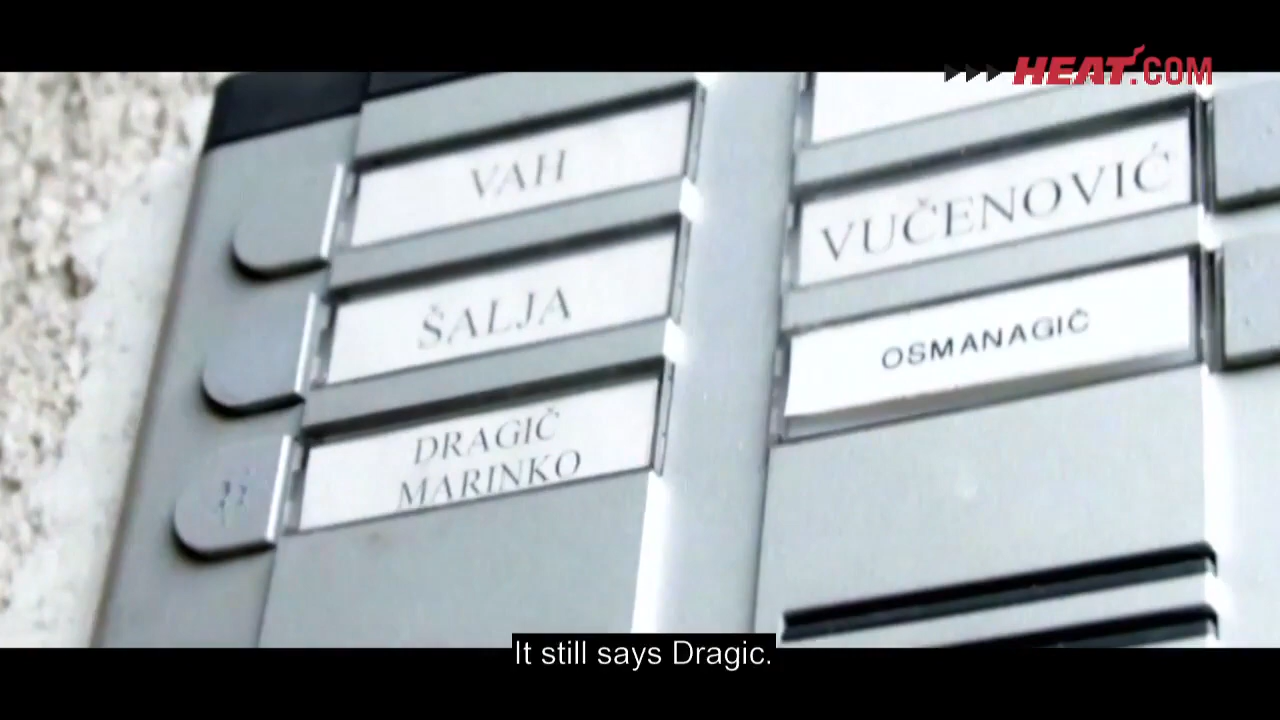 HEAT.COM
VAH
VUČENOVIĆ
ŠALJA
OSMANAGIĆ
DRAGIČ
MARINKO
It still says Dragic.